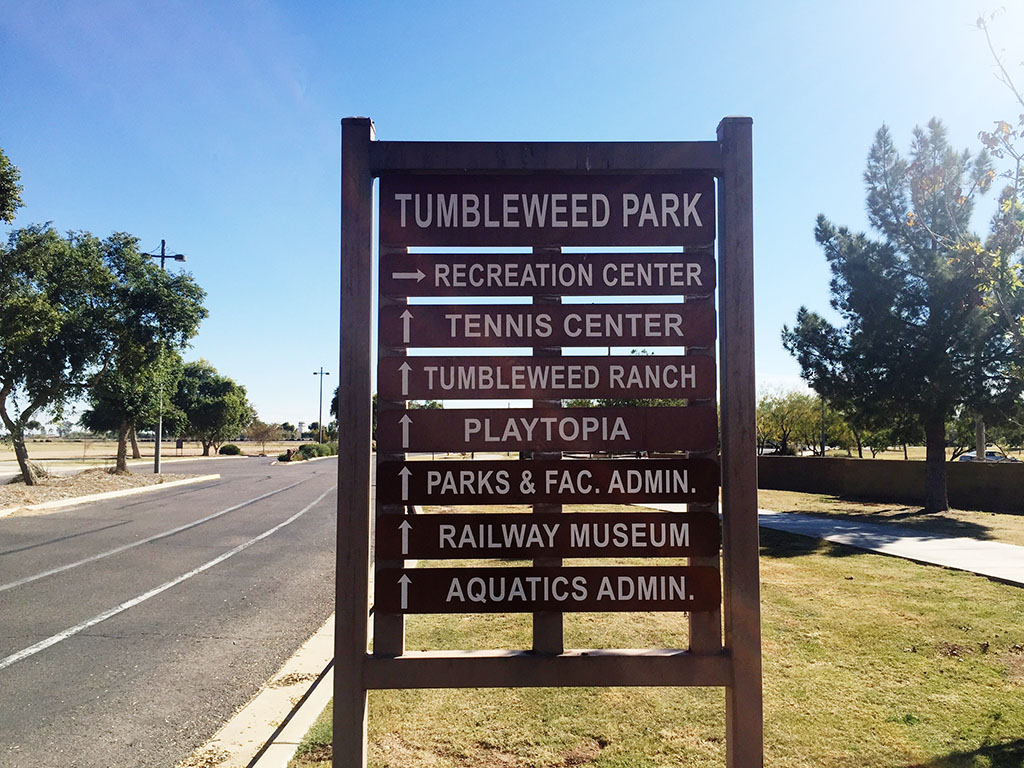 TUMBLEWEED PARK
→ RECREATION CENTER
↑ TENNIS CENTER
↑ TUMBLEWEED RANCH
↑ PLAYTOPIA
↑ PARKS & FAC. ADMIN.
↑ RAILWAY MUSEUM
↑ AQUATICS ADMIN.